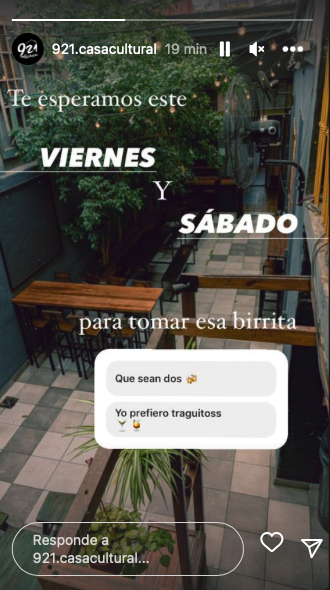 921
921.casacultural 19 min
Te esperamos este
VIERNES
Y
SÁBADO
para tomar esa birrita
Que sean dos 🍻
Yo prefiero traguitoss
🍸🍹
Responde a
921.casacultural...